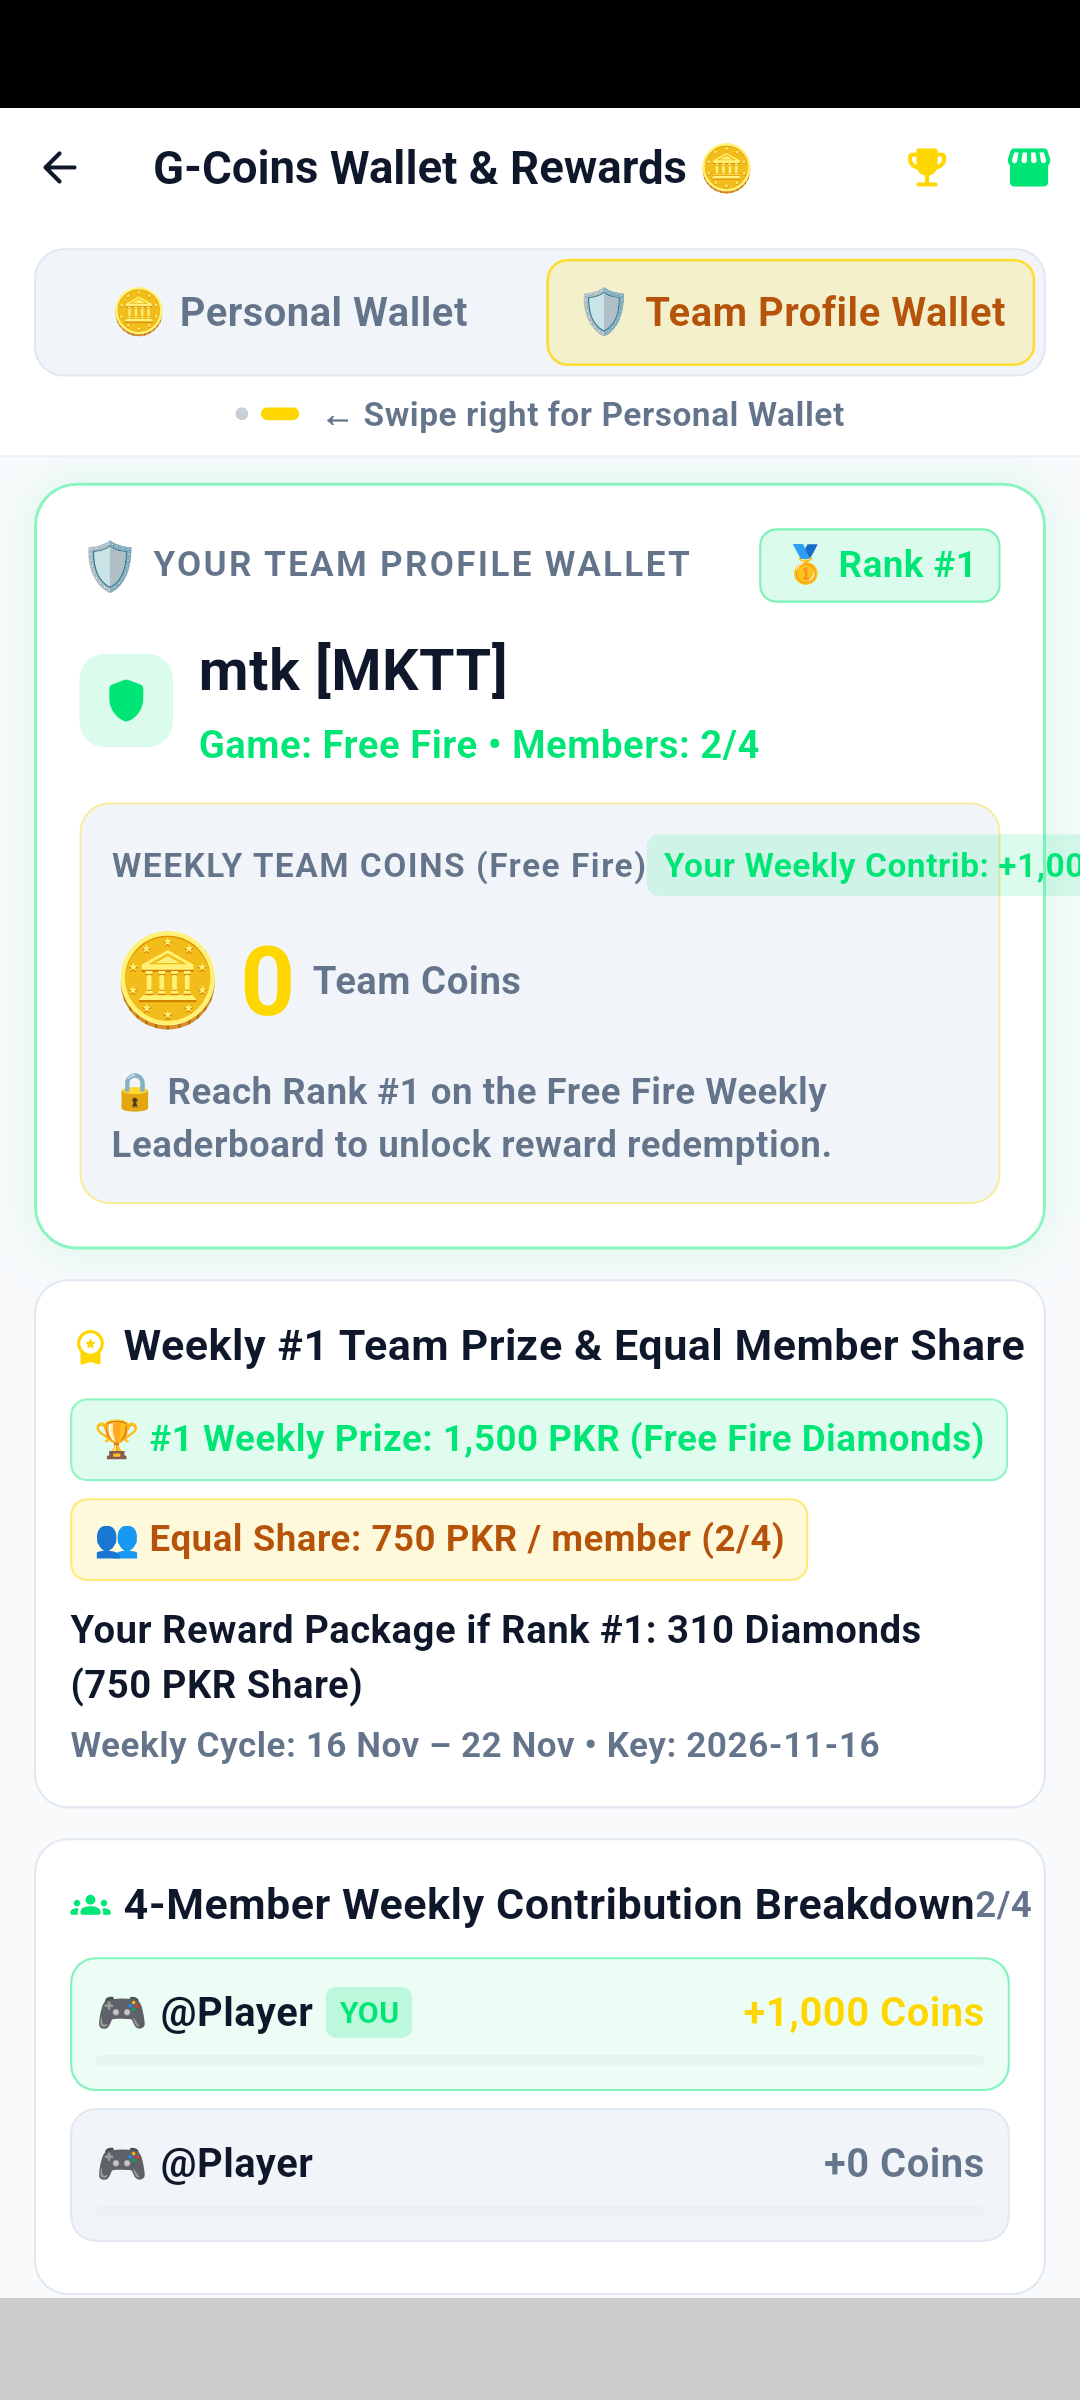 G-Coins Wallet & Rewards 🪙
🪙 Personal Wallet
🛡️ Team Profile Wallet
← Swipe right for Personal Wallet
🛡️ YOUR TEAM PROFILE WALLET
🥇 Rank #1
mtk [MKTT]
Game: Free Fire • Members: 2/4
WEEKLY TEAM COINS (Free Fire)
Your Weekly Contrib: +1,00
🪙 0 Team Coins
🔒 Reach Rank #1 on the Free Fire Weekly
Leaderboard to unlock reward redemption.
Weekly #1 Team Prize & Equal Member Share
🏆 #1 Weekly Prize: 1,500 PKR (Free Fire Diamonds)
👥 Equal Share: 750 PKR / member (2/4)
Your Reward Package if Rank #1: 310 Diamonds
(750 PKR Share)
Weekly Cycle: 16 Nov – 22 Nov • Key: 2026-11-16
4-Member Weekly Contribution Breakdown 2/4
🎮 @Player YOU +1,000 Coins
🎮 @Player +0 Coins